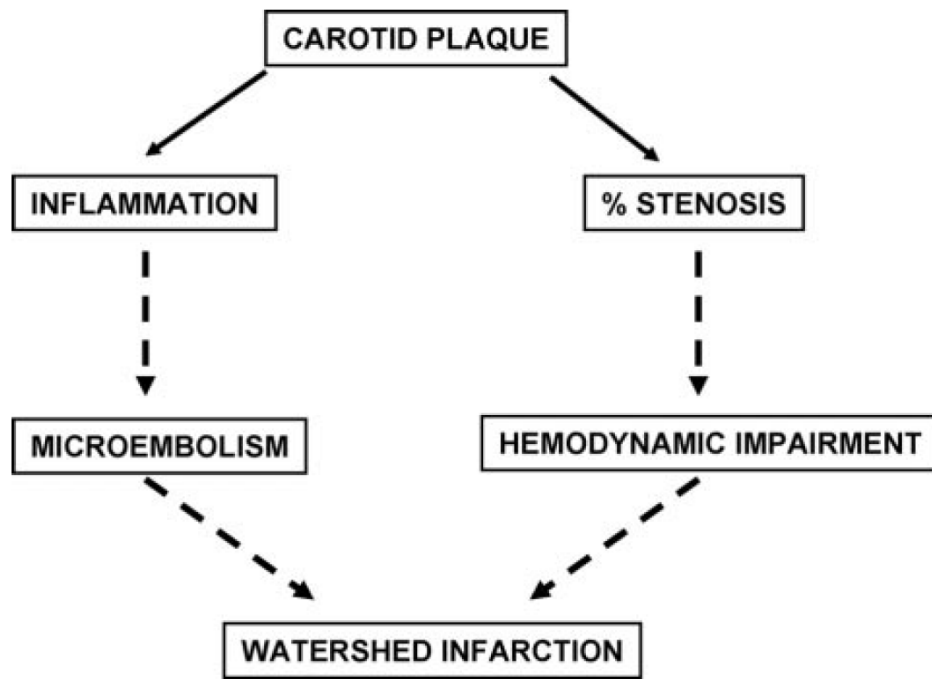 CAROTID PLAQUE
INFLAMMATION
% STENOSIS
MICROEMBOLISM
HEMODYNAMIC IMPAIRMENT
WATERSHED INFARCTION